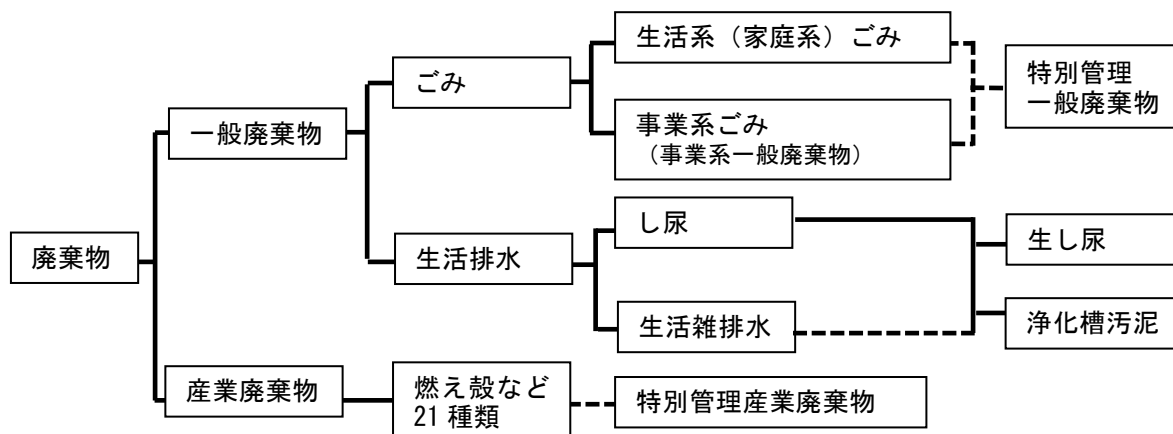 生活系（家庭系）ごみ
ごみ
特別管理
一般廃棄物
一般廃棄物
事業系ごみ
（事業系一般廃棄物）
し尿
廃棄物
生活排水
生し尿
生活雑排水
浄化槽汚泥
産業廃棄物
燃え殻など
21 種類
特別管理産業廃棄物